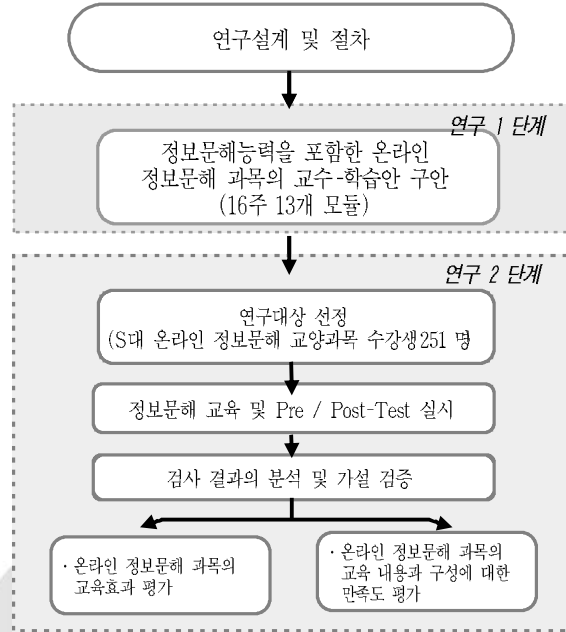 연구설계 및 절차
연구 1 단계
정보문해능력을 포함한 온라인
정보문해 과목의 교수-학습안 구안
(16주 13개 모듈)
연구 2 단계
연구대상 선정
(S대 온라인 정보문해 교양과목 수강생251 명
정보문해 교육 및 Pre / Post-Test 실시
검사 결과의 분석 및 가설 검증
· 온라인 정보문해 과목의
교육효과 평가
· 온라인 정보문해 과목의
교육 내용과 구성에 대한
만족도 평가